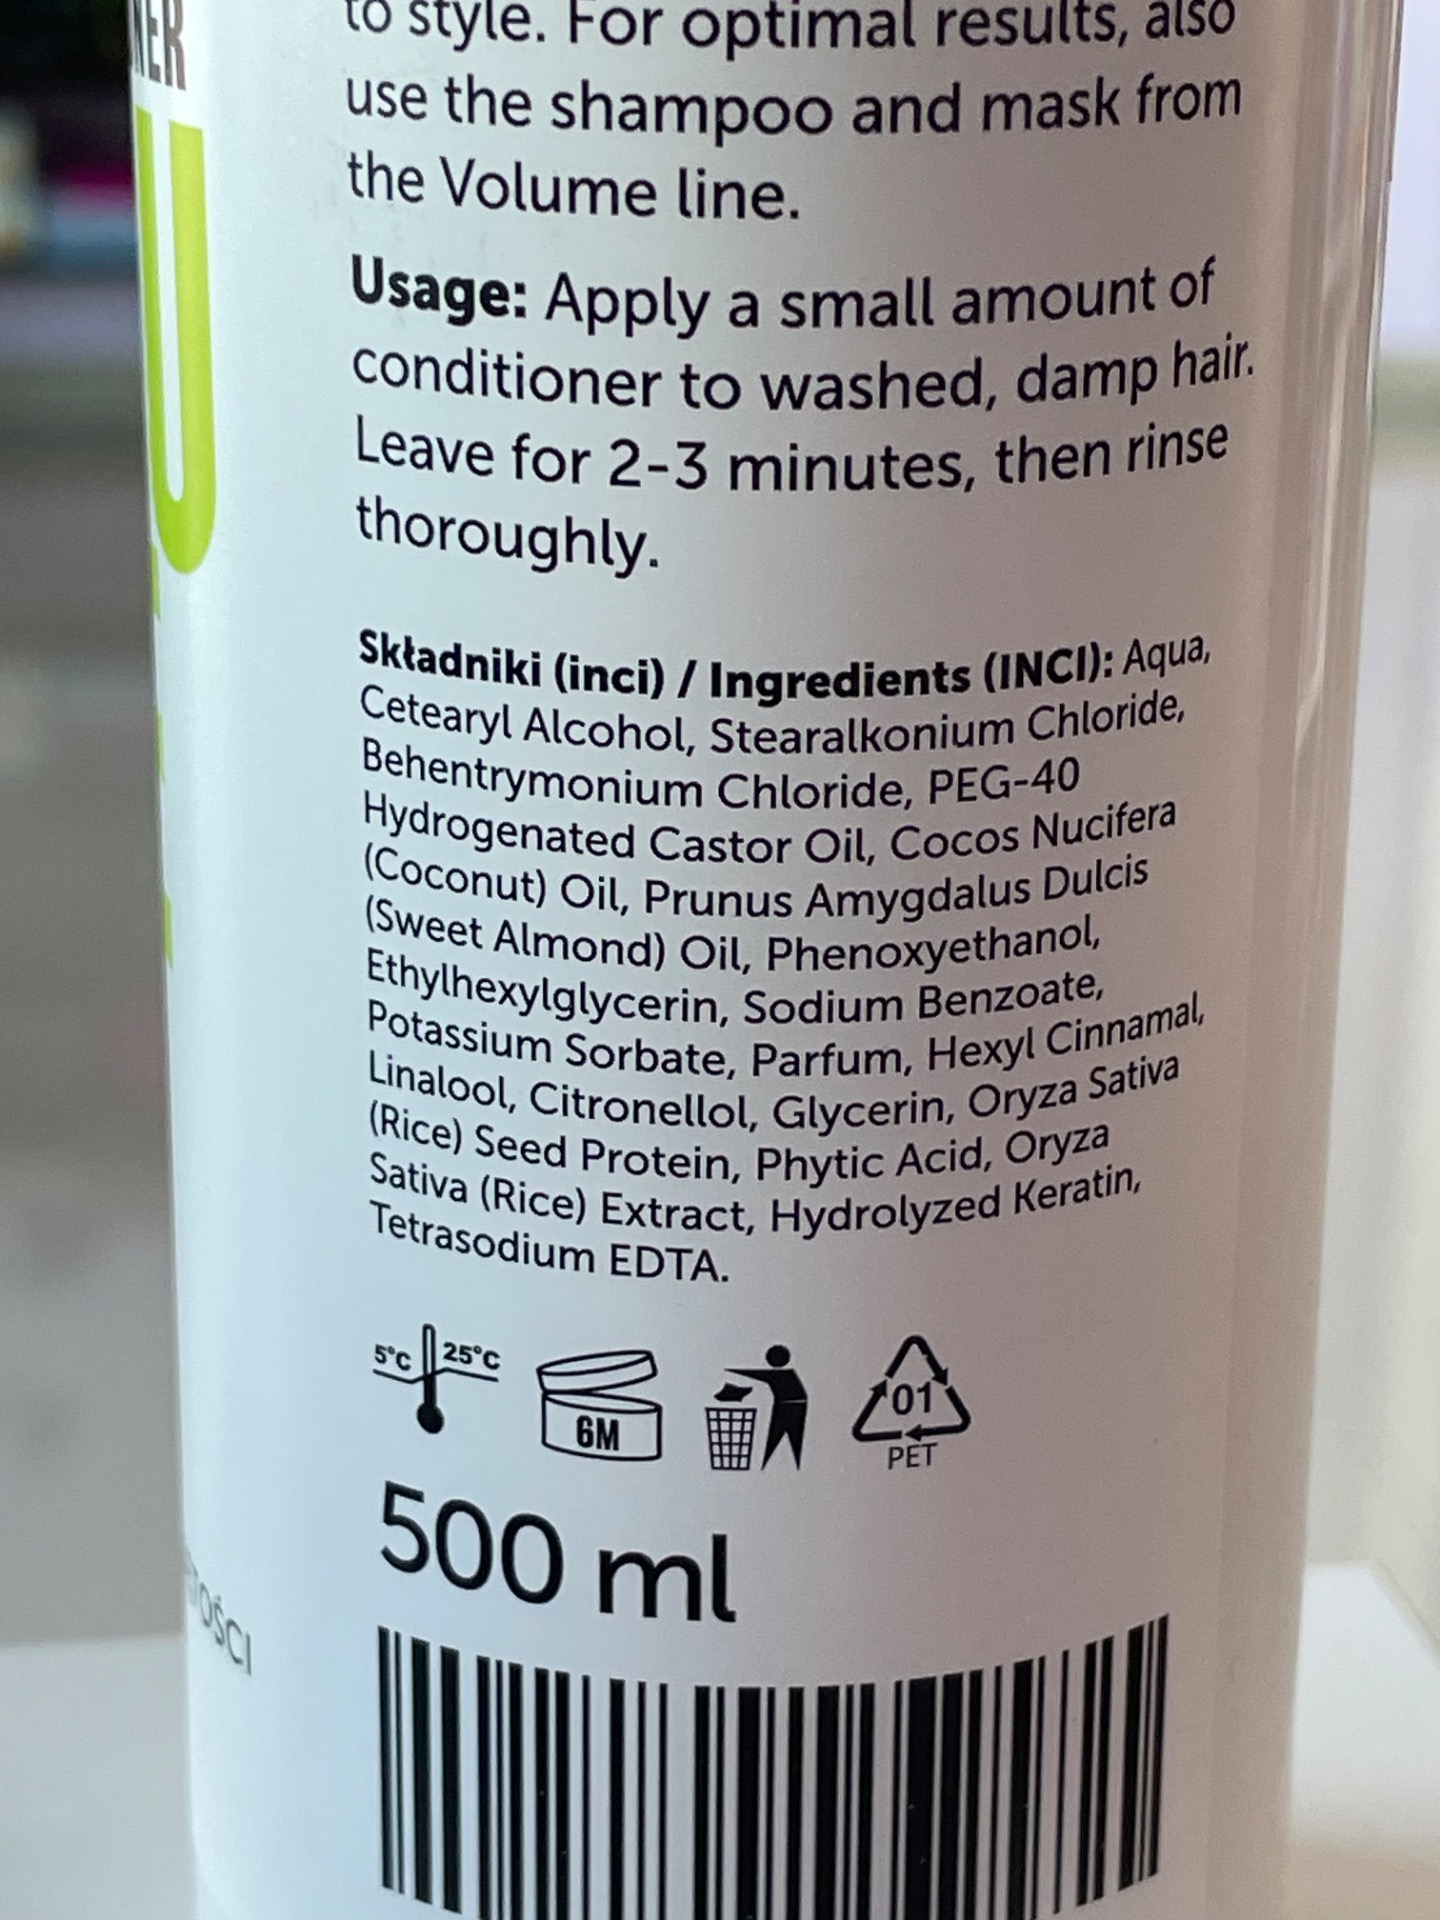 NER
U
to style. For optimal results, also
use the shampoo and mask from
the Volume line.
Usage: Apply a small amount of
conditioner to washed, damp hair.
Leave for 2-3 minutes, then rinse
thoroughly.
Składniki (inci) / Ingredients (INCI): Aqua,
Cetearyl Alcohol, Stearalkonium Chloride,
Behentrymonium Chloride, PEG-40
Hydrogenated Castor Oil, Cocos Nucifera
(Coconut) Oil, Prunus Amygdalus Dulcis
(Sweet Almond) Oil, Phenoxyethanol,
Ethylhexylglycerin, Sodium Benzoate,
Potassium Sorbate, Parfum, Hexyl Cinnamal,
Linalool, Citronellol, Glycerin, Oryza Sativa
(Rice) Seed Protein, Phytic Acid, Oryza
Sativa (Rice) Extract, Hydrolyzed Keratin,
Tetrasodium EDTA.
5°C 25°C
6M
01
PET
500 ml
TOŚCI